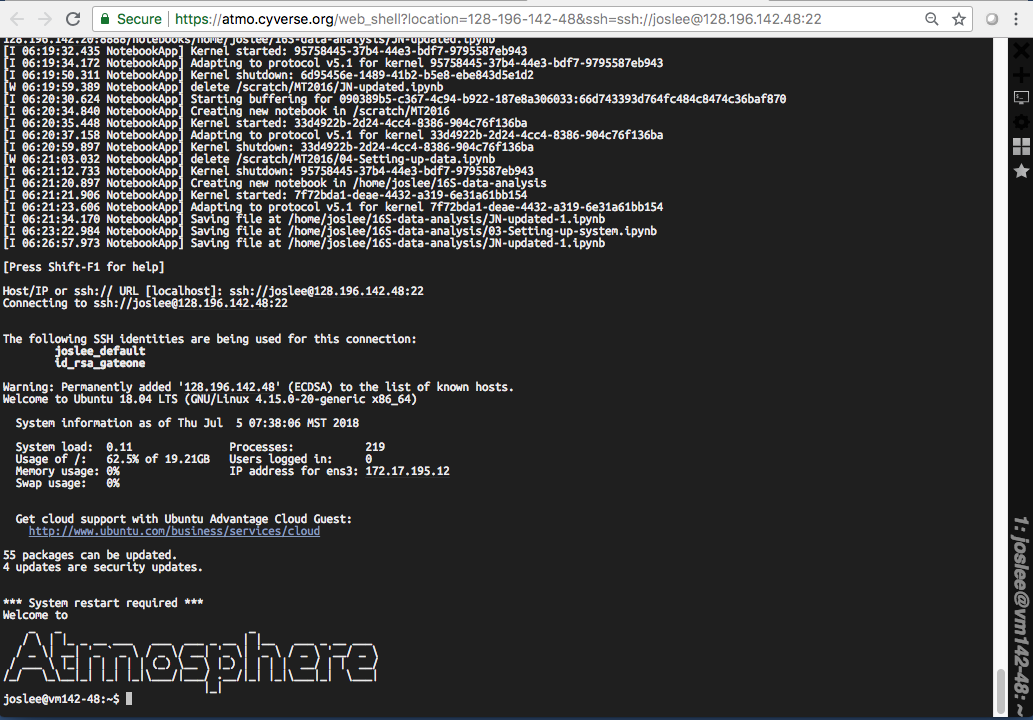 Secure https://atmo.cyverse.org/web_shell?location=128-196-142-48&ssh=ssh://joslee@128.196.142.48:22
128.196.142.20:8888/notebooks/home/joslee/16S-data-analysis/JN-updated.ipynb
[I 06:19:32.435 NotebookApp] Kernel started: 95758445-37b4-44e3-bdf7-9795587eb943
[I 06:19:34.172 NotebookApp] Adapting to protocol v5.1 for kernel 95758445-37b4-44e3-bdf7-9795587eb943
[I 06:19:50.311 NotebookApp] Kernel shutdown: 6d95456e-1489-41b2-b5e8-ebe843d5e1d2
[W 06:19:59.389 NotebookApp] delete /scratch/MT2016/JN-updated.ipynb
[I 06:20:30.624 NotebookApp] Starting buffering for 090389b5-c367-4c94-b922-187e8a306033:66d743393d764fc484c8474c36baf870
[I 06:20:34.840 NotebookApp] Creating new notebook in /scratch/MT2016
[I 06:20:35.448 NotebookApp] Kernel started: 33d4922b-2d24-4cc4-8386-904c76f136ba
[I 06:20:37.158 NotebookApp] Adapting to protocol v5.1 for kernel 33d4922b-2d24-4cc4-8386-904c76f136ba
[I 06:20:59.897 NotebookApp] Kernel shutdown: 33d4922b-2d24-4cc4-8386-904c76f136ba
[W 06:21:03.032 NotebookApp] delete /scratch/MT2016/04-Setting-up-data.ipynb
[I 06:21:12.733 NotebookApp] Kernel shutdown: 95758445-37b4-44e3-bdf7-9795587eb943
[I 06:21:20.897 NotebookApp] Creating new notebook in /home/joslee/16S-data-analysis
[I 06:21:21.906 NotebookApp] Kernel started: 7f72bda1-deae-4432-a319-6e31a61bb154
[I 06:21:23.606 NotebookApp] Adapting to protocol v5.1 for kernel 7f72bda1-deae-4432-a319-6e31a61bb154
[I 06:21:34.170 NotebookApp] Saving file at /home/joslee/16S-data-analysis/JN-updated-1.ipynb
[I 06:23:22.984 NotebookApp] Saving file at /home/joslee/16S-data-analysis/03-Setting-up-system.ipynb
[I 06:26:57.973 NotebookApp] Saving file at /home/joslee/16S-data-analysis/JN-updated-1.ipynb
[Press Shift-F1 for help]
Host/IP or ssh:// URL [localhost]: ssh://joslee@128.196.142.48:22
Connecting to ssh://joslee@128.196.142.48:22
The following SSH identities are being used for this connection:
joslee_default
id_rsa_gateone
Warning: Permanently added '128.196.142.48' (ECDSA) to the list of known hosts.
Welcome to Ubuntu 18.04 LTS (GNU/Linux 4.15.0-20-generic x86_64)
System information as of Thu Jul  5 07:38:06 MST 2018
System load:  0.11 Processes: 219
Usage of /:   62.5% of 19.21GB Users logged in: 0
Memory usage: 0% IP address for ens3: 172.17.195.12
Swap usage:   0%
Get cloud support with Ubuntu Advantage Cloud Guest:
http://www.ubuntu.com/business/services/cloud
55 packages can be updated.
4 updates are security updates.
*** System restart required ***
Welcome to
Atmosphere
joslee@vm142-48:~$
1: joslee@vm142-48: ~